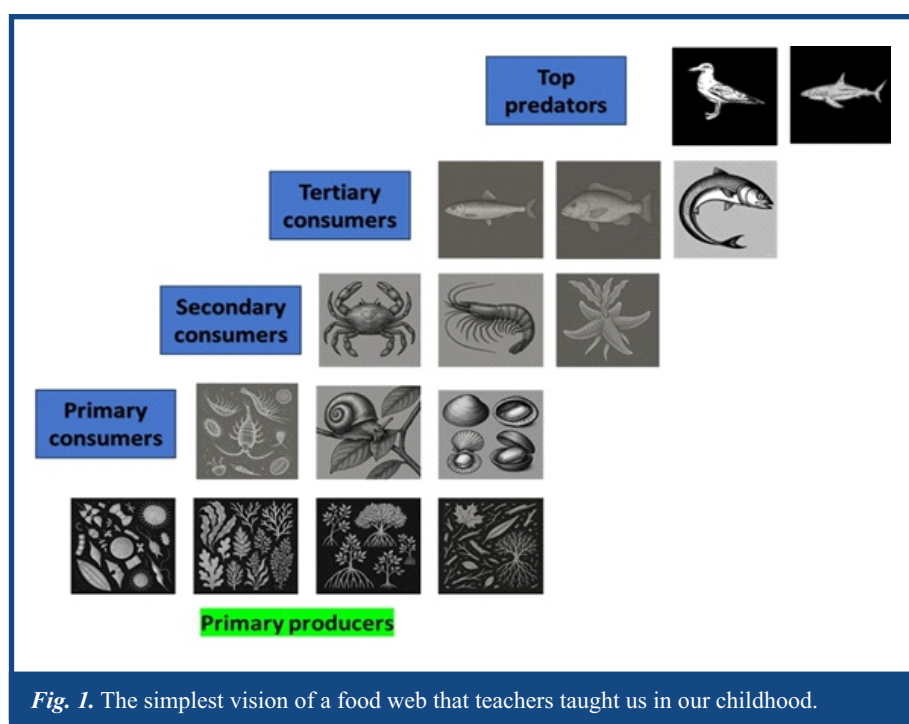 Top
predators
Tertiary
consumers
Secondary
consumers
Primary
consumers
Primary producers
Fig. 1. The simplest vision of a food web that teachers taught us in our childhood.